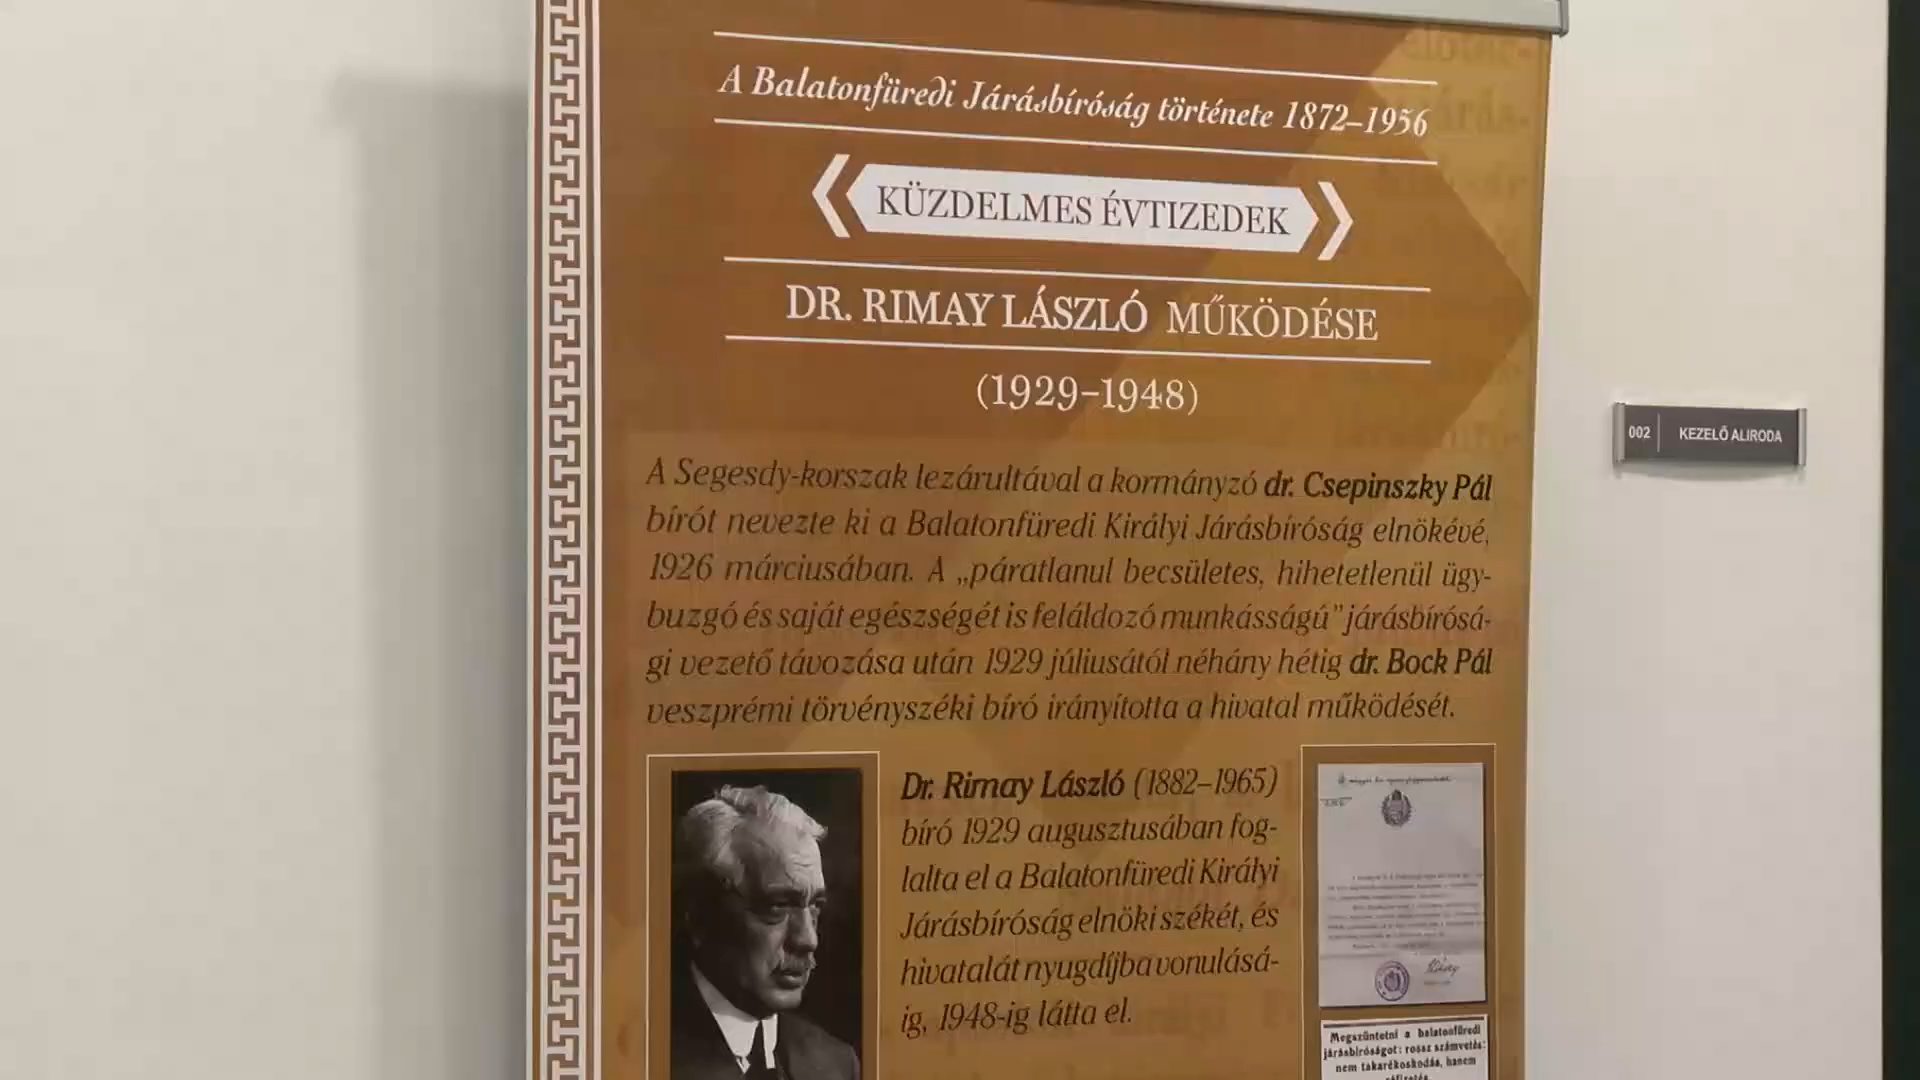 A Balatonfüredi Járásbíróság története 1872–1956
KÜZDELMES ÉVTIZEDEK
DR. RIMAY LÁSZLÓ MŰKÖDÉSE
(1929–1948)
A Segesdy-korszak lezárultával a kormányzó dr. Csepinszky Pál
bírót nevezte ki a Balatonfüredi Királyi Járásbíróság elnökévé,
1926 márciusában. A „páratlanul becsületes, hihetetlenül ügy-
buzgó és saját egészségét is feláldozó munkásságú” járásbírósá-
gi vezető távozása után 1929 júliusától néhány hétig dr. Bock Pál
veszprémi törvényszéki bíró irányította a hivatal működését.
Dr. Rimay László (1882–1965)
bíró 1929 augusztusában fog-
lalta el a Balatonfüredi Királyi
Járásbíróság elnöki székét, és
hivatalát nyugdíjba vonulásá-
ig, 1948-ig látta el.
Megszüntetni a balatonfüredi
járásbíróságot: rossz számvetés:
nem takarékoskodás, hanem
002 KEZELŐ ALIRODA